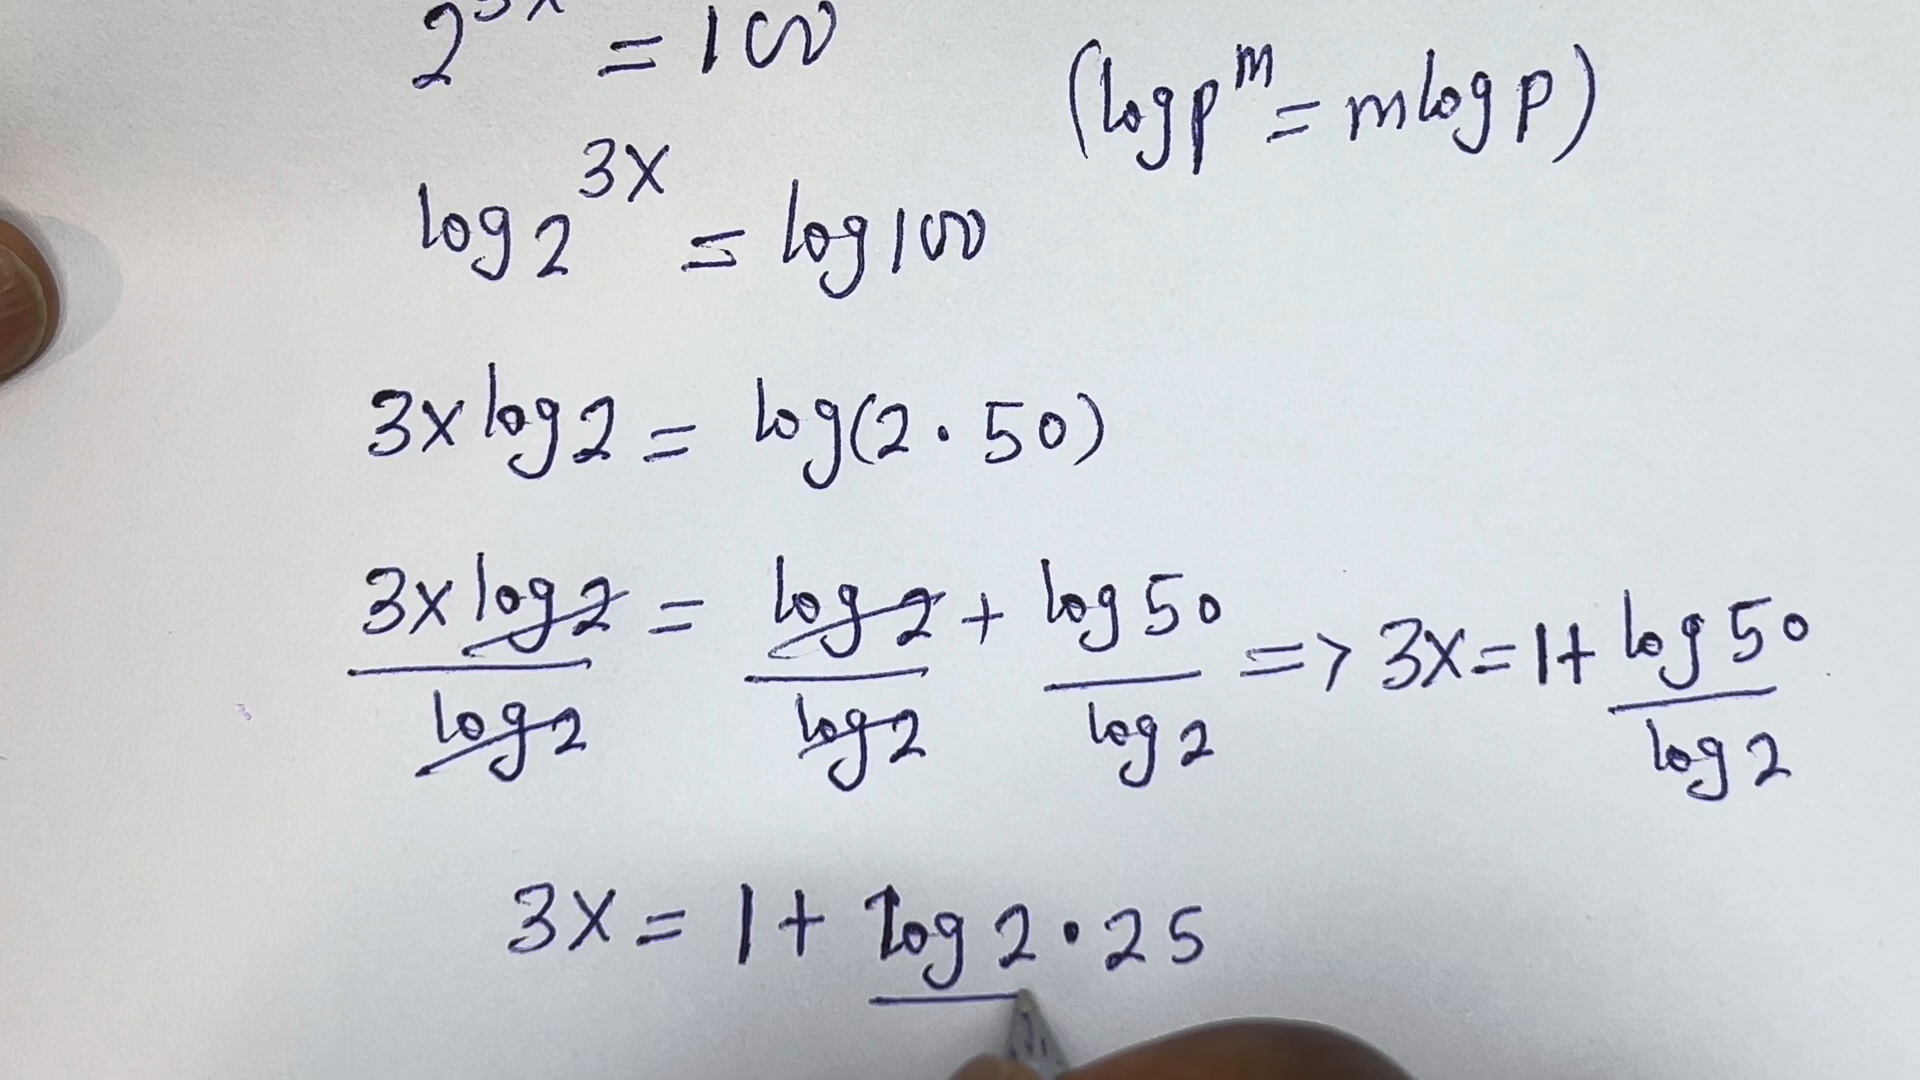 2^3x = 100
(log p^m = m log p)
log 2^3x = log 100
3x log 2 = log(2 · 50)
3x log 2 / log 2 = log 2 / log 2 + log 50 / log 2 => 3x = 1 + log 50 / log 2
3x = 1 + log 2 · 25